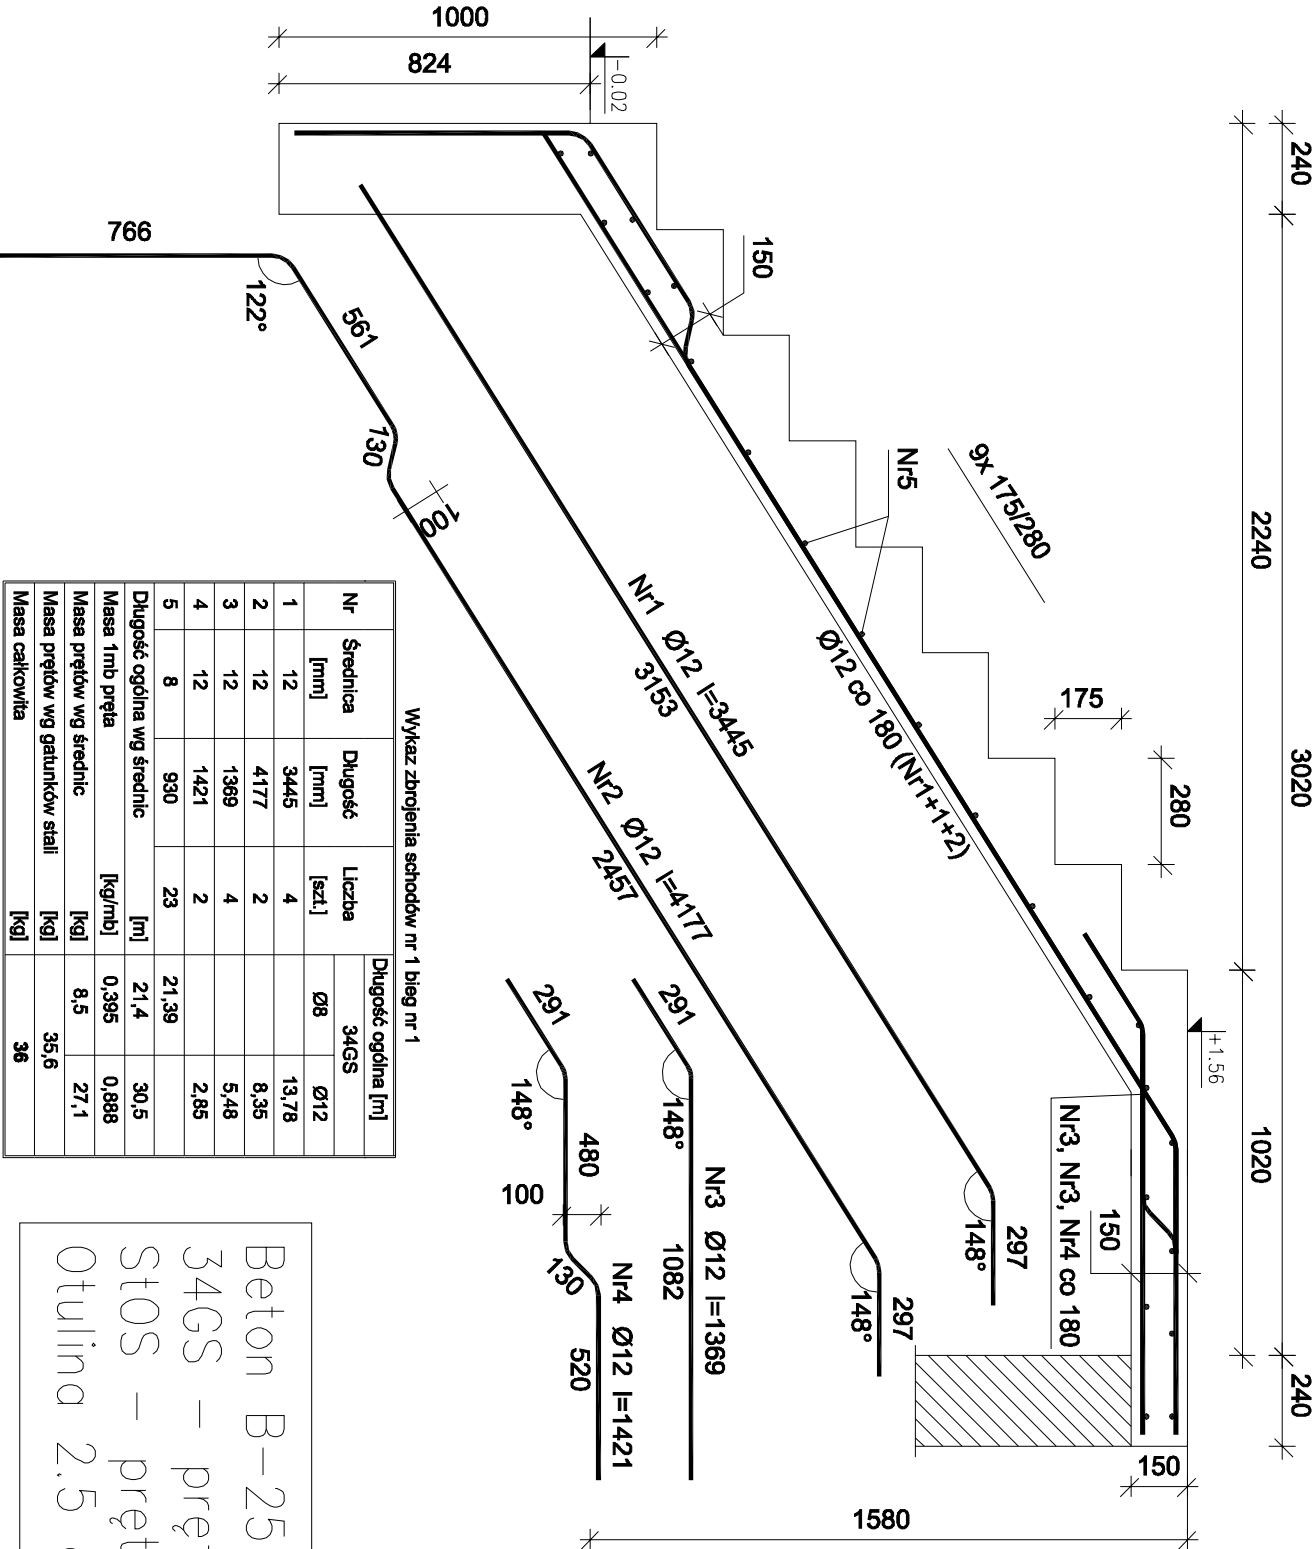 240
3020
240
2240
1020
1000
824
-0.02
+1.56
150
9x 175/280
Nr5
175
280
Ø12 co 180 (Nr1+1+2)
Nr3, Nr3, Nr4 co 180
150
150
1580
Nr1 Ø12 l=3445
3153
148°
297
766
122°
561
130
100
Nr2 Ø12 l=4177
2457
148°
297
291
148°
Nr3 Ø12 l=1369
1082
291
148°
480
100
130
Nr4 Ø12 l=1421
520
Wykaz zbrojenia schodów nr 1 bieg nr 1
Nr Średnica Długość Liczba Długość ogólna [m]
34GS
[mm] [mm] [szt.] Ø8 Ø12
1 12 3445 4 13,78
2 12 4177 2 8,35
3 12 1369 4 5,48
4 12 1421 2 2,85
5 8 930 23 21,39
Długość ogólna wg średnic [m] 21,4 30,5
Masa 1mb pręta [kg/mb] 0,395 0,888
Masa prętów wg średnic [kg] 8,5 27,1
Masa prętów wg gatunków stali [kg] 35,6
Masa całkowita [kg] 36
Beton B-25
34GS - prę
StOS - pręt
Otulina 2.5